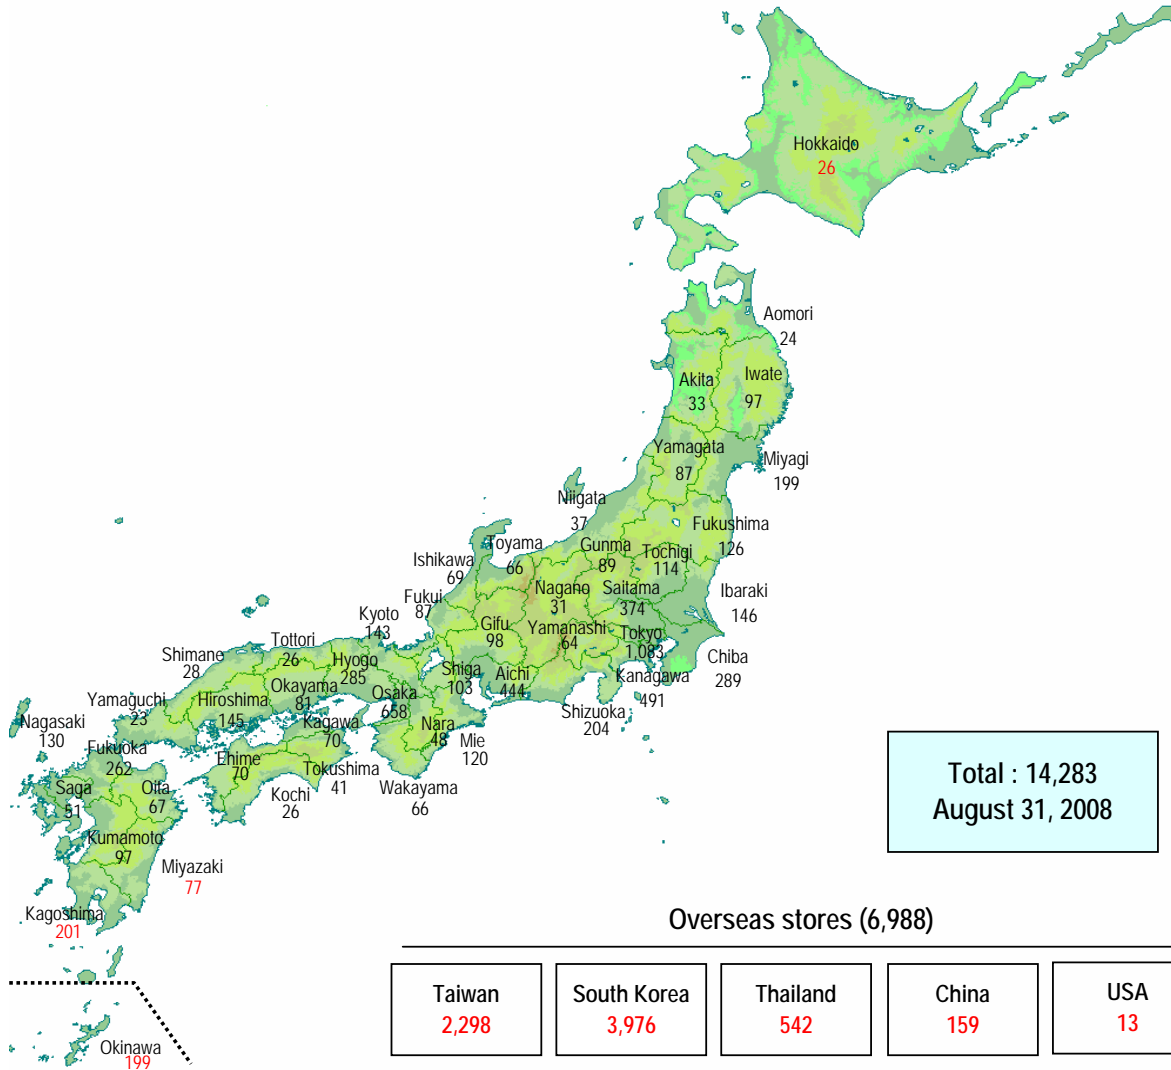 Hokkaido
26
Aomori
24
Akita
33
Iwate
97
Yamagata
87
Miyagi
199
Niigata
37
Fukushima
126
Toyama
66
Gunma
89
Tochigi
114
Ishikawa
69
Nagano
31
Saitama
374
Ibaraki
146
Fukui
87
Kyoto
143
Gifu
98
Yamanashi
64
Tokyo
1,083
Chiba
289
Tottori
26
Hyogo
285
Shimane
28
Shiga
103
Aichi
444
Kanagawa
491
Okayama
81
Osaka
658
Hiroshima
145
Yamaguchi
23
Shizuoka
204
Nagasaki
130
Kagawa
70
Nara
48
Mie
120
Fukuoka
262
Ehime
70
Tokushima
41
Wakayama
66
Saga
51
Oita
67
Kochi
26
Kumamoto
97
Miyazaki
77
Kagoshima
201
Okinawa
199
Total : 14,283
August 31, 2008
Overseas stores (6,988)
Taiwan
2,298
South Korea
3,976
Thailand
542
China
159
USA
13